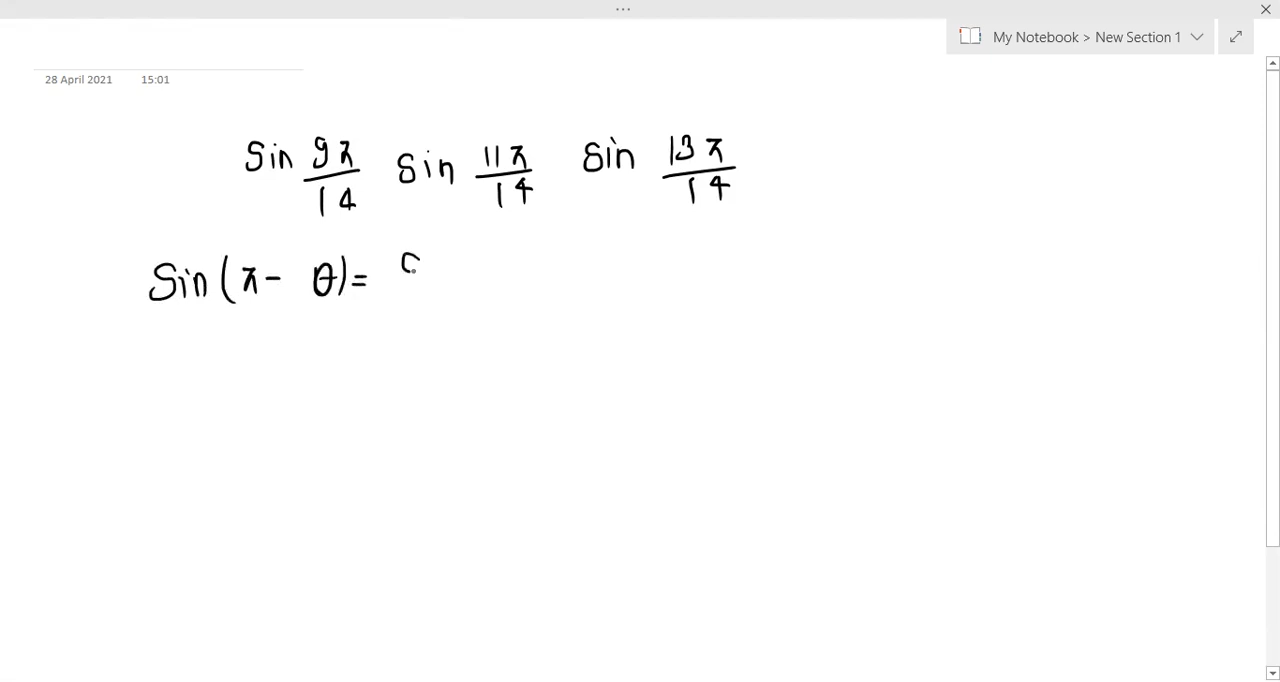 ...
My Notebook > New Section 1
28 April 2021 15:01
Sin 9π/14 Sin 11π/14 Sin 13π/14
Sin(π- θ)=